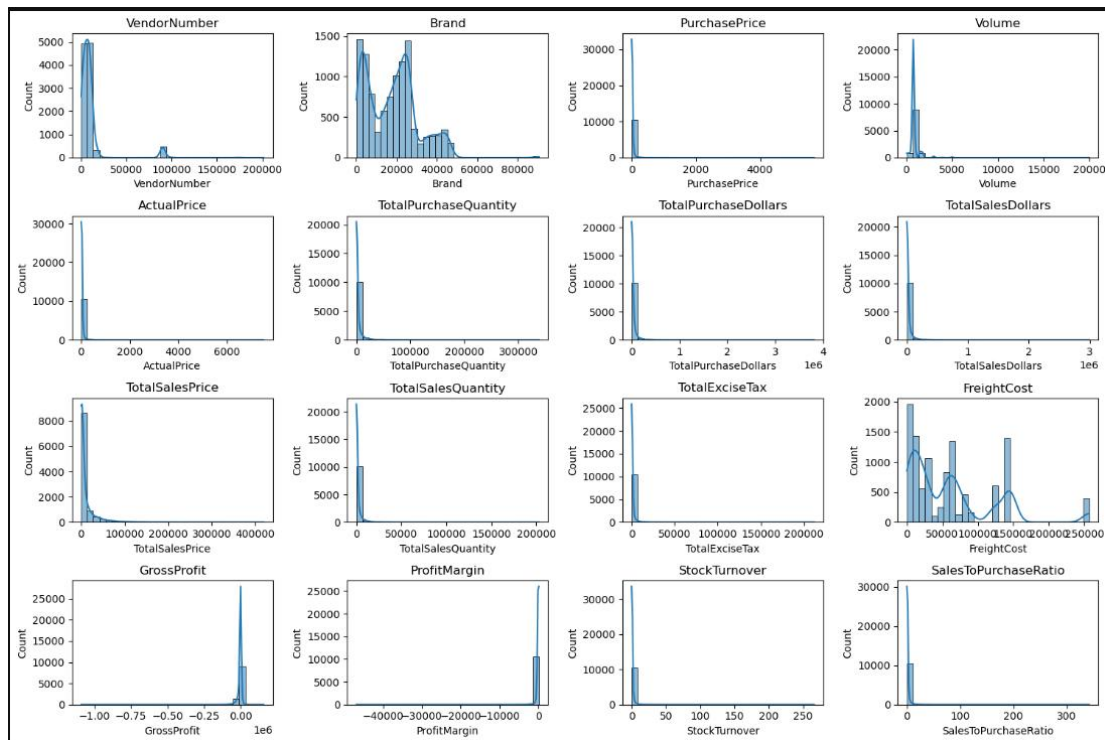 VendorNumber
5000
4000
3000
2000
1000
0
Count
0 50000 100000 150000 200000
VendorNumber
Brand
1500
1000
500
0
Count
0 20000 40000 60000 80000
Brand
PurchasePrice
30000
20000
10000
0
Count
0 2000 4000
PurchasePrice
Volume
20000
15000
10000
5000
0
Count
0 5000 10000 15000 20000
Volume
ActualPrice
30000
20000
10000
0
Count
0 2000 4000 6000
ActualPrice
TotalPurchaseQuantity
20000
15000
10000
5000
0
Count
0 100000 200000 300000
TotalPurchaseQuantity
TotalPurchaseDollars
20000
15000
10000
5000
0
Count
0 1 2 3 4
TotalPurchaseDollars 1e6
TotalSalesDollars
20000
15000
10000
5000
0
Count
0 1 2 3
TotalSalesDollars 1e6
TotalSalesPrice
8000
6000
4000
2000
0
Count
0 100000 200000 300000 400000
TotalSalesPrice
TotalSalesQuantity
20000
15000
10000
5000
0
Count
0 50000 100000 150000 200000
TotalSalesQuantity
TotalExciseTax
25000
20000
15000
10000
5000
0
Count
0 50000 100000 150000 200000
TotalExciseTax
FreightCost
2000
1500
1000
500
0
Count
0 50000 100000 150000 200000 250000
FreightCost
GrossProfit
25000
20000
15000
10000
5000
0
Count
−1.00 −0.75 −0.50 −0.25 0.00
GrossProfit 1e6
ProfitMargin
25000
20000
15000
10000
5000
0
Count
−40000 −30000 −20000 −10000 0
ProfitMargin
StockTurnover
30000
20000
10000
0
Count
0 50 100 150 200 250
StockTurnover
SalesToPurchaseRatio
30000
20000
10000
0
Count
0 100 200 300
SalesToPurchaseRatio